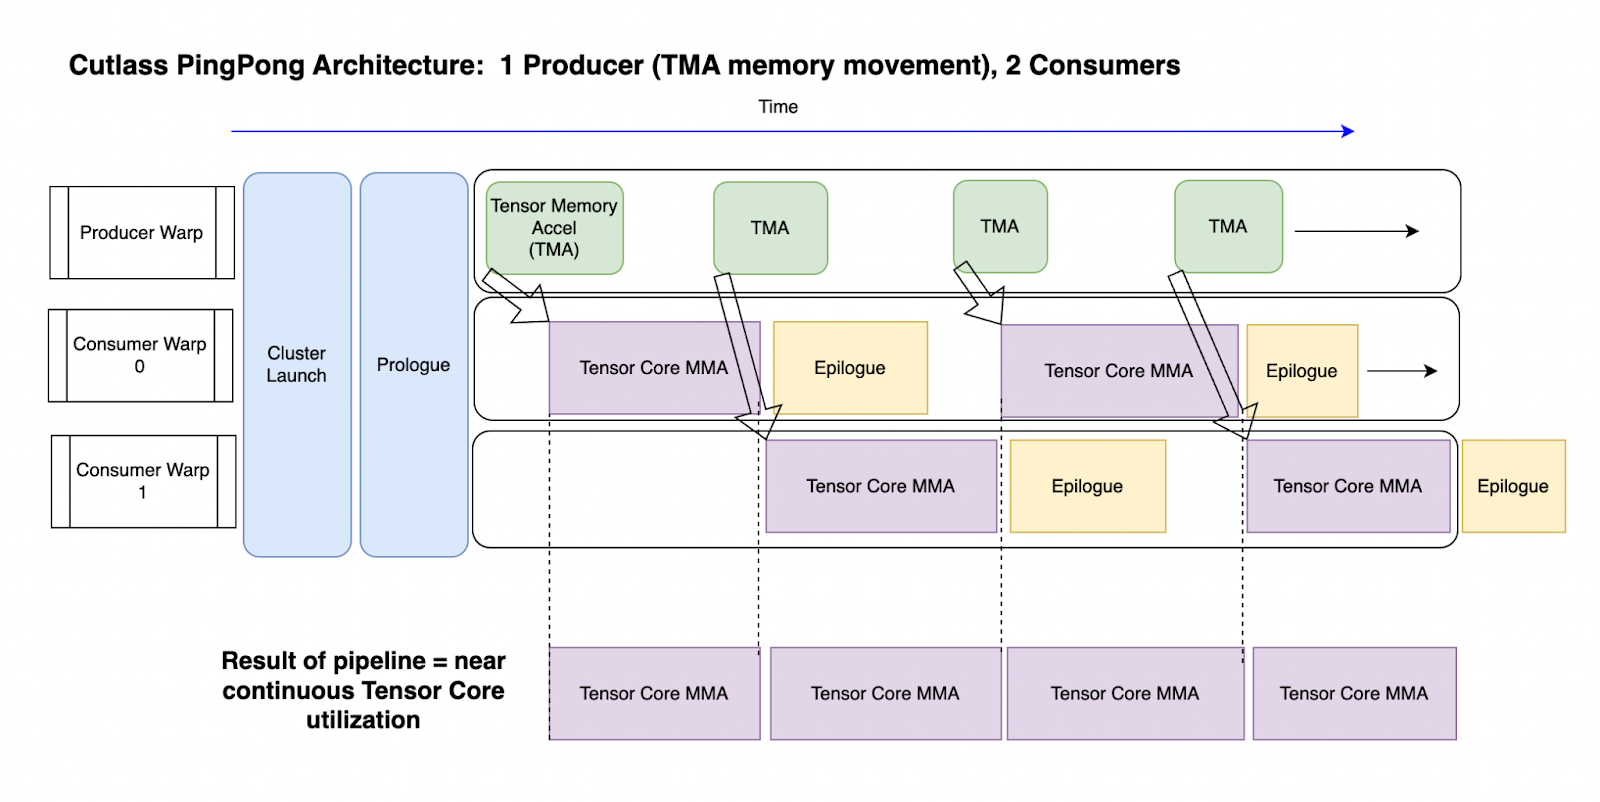 Cutlass PingPong Architecture:  1 Producer (TMA memory movement), 2 Consumers
Time
Producer Warp
Tensor Memory
Accel
(TMA)
TMA
TMA
TMA
Consumer Warp
0
Cluster
Launch
Prologue
Tensor Core MMA
Epilogue
Tensor Core MMA
Epilogue
Consumer Warp
1
Tensor Core MMA
Epilogue
Tensor Core MMA
Epilogue
Result of pipeline = near
continuous Tensor Core
utilization
Tensor Core MMA
Tensor Core MMA
Tensor Core MMA
Tensor Core MMA